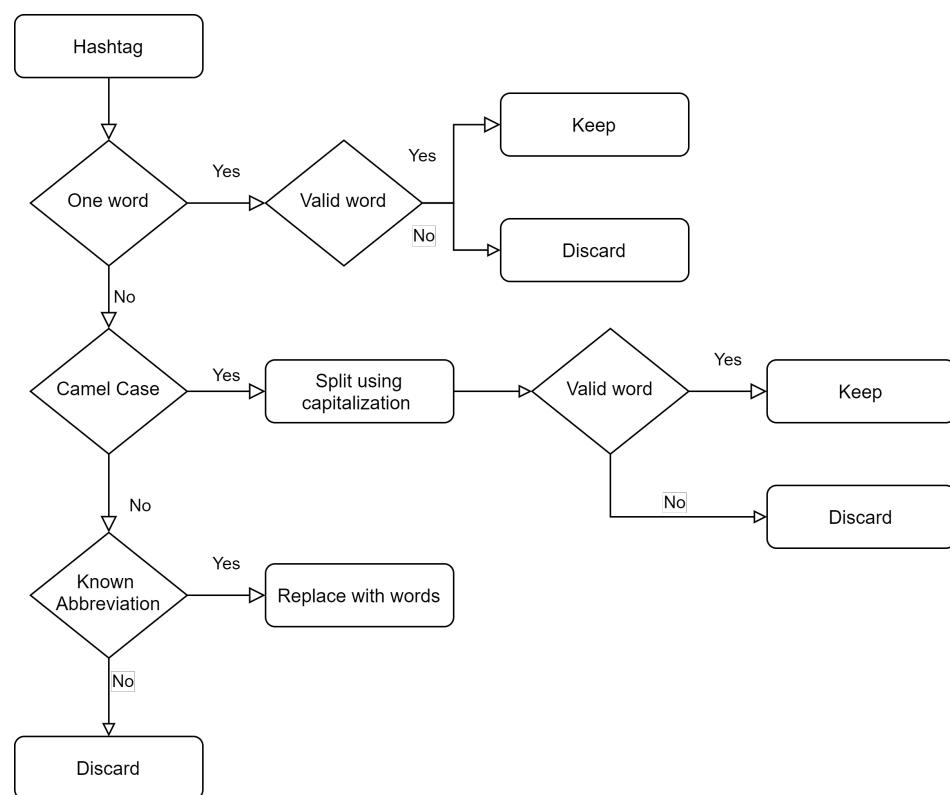 Hashtag
Keep
Yes
Yes
One word
Valid word
No
Discard
No
Yes
Yes
Camel Case
Split using
capitalization
Valid word
Keep
No
No
Discard
Yes
Known
Abbreviation
Replace with words
No
Discard